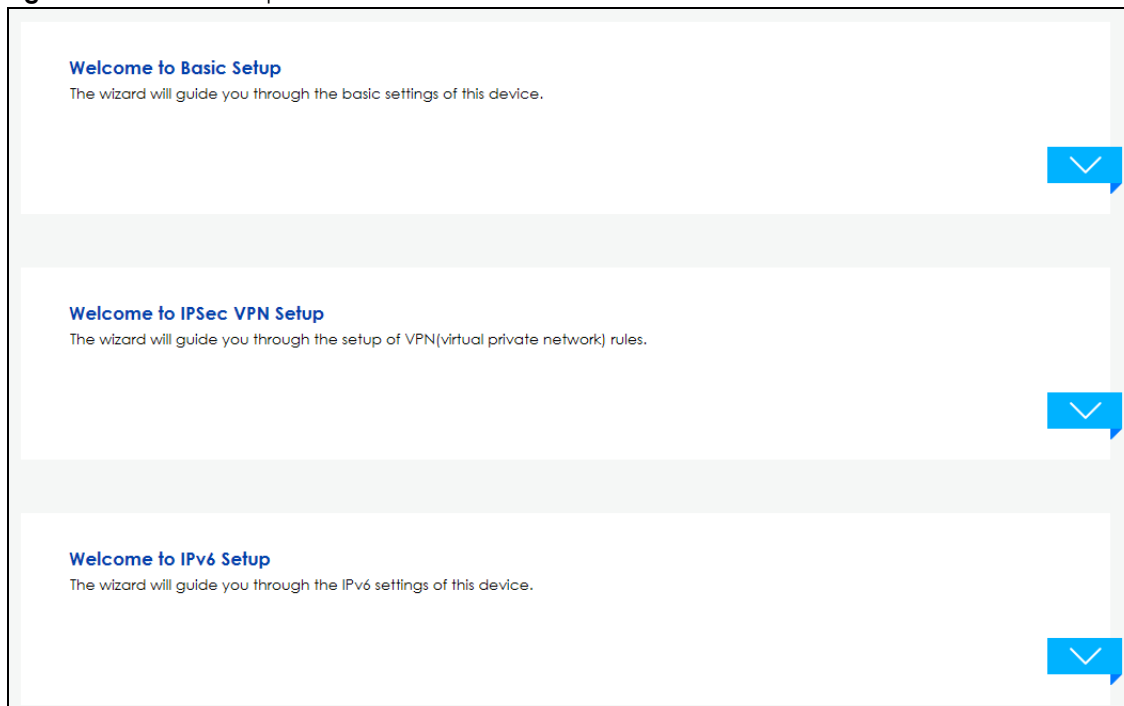 Welcome to Basic Setup
The wizard will guide you through the basic settings of this device.
Welcome to IPSec VPN Setup
The wizard will guide you through the setup of VPN(virtual private network) rules.
Welcome to IPv6 Setup
The wizard will guide you through the IPv6 settings of this device.